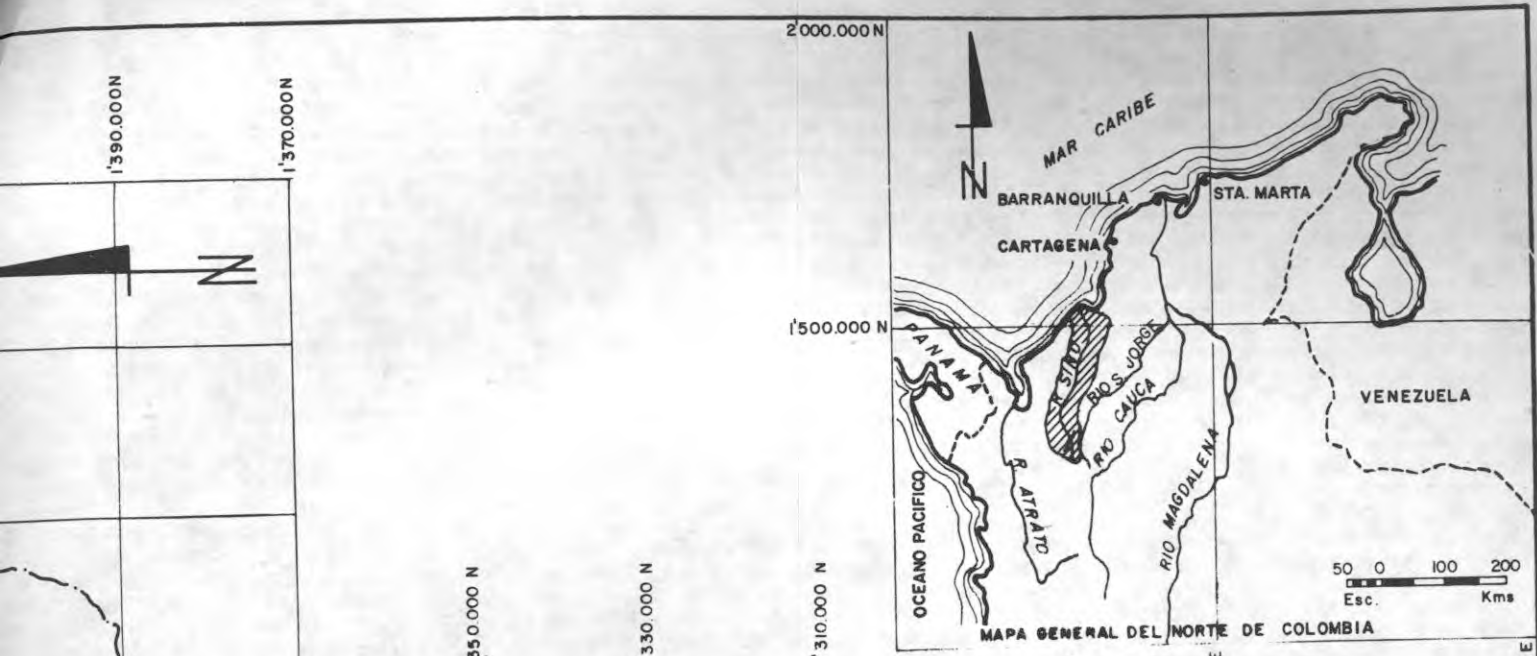 2'000.000 N
1'390.000N
1'370.000N
N
N
MAR CARIBE
BARRANQUILLA
STA. MARTA
CARTAGENA
1'500.000 N
PANAMA
R. SINU
RIO S. JORGE
RIO CAUCA
VENEZUELA
R. ATRATO
RIO MAGDALENA
OCEANO PACIFICO
50 0 100 200
Esc. Kms
MAPA GENERAL DEL NORTE DE COLOMBIA
350.000 N
330.000 N
310.000 N
E
E